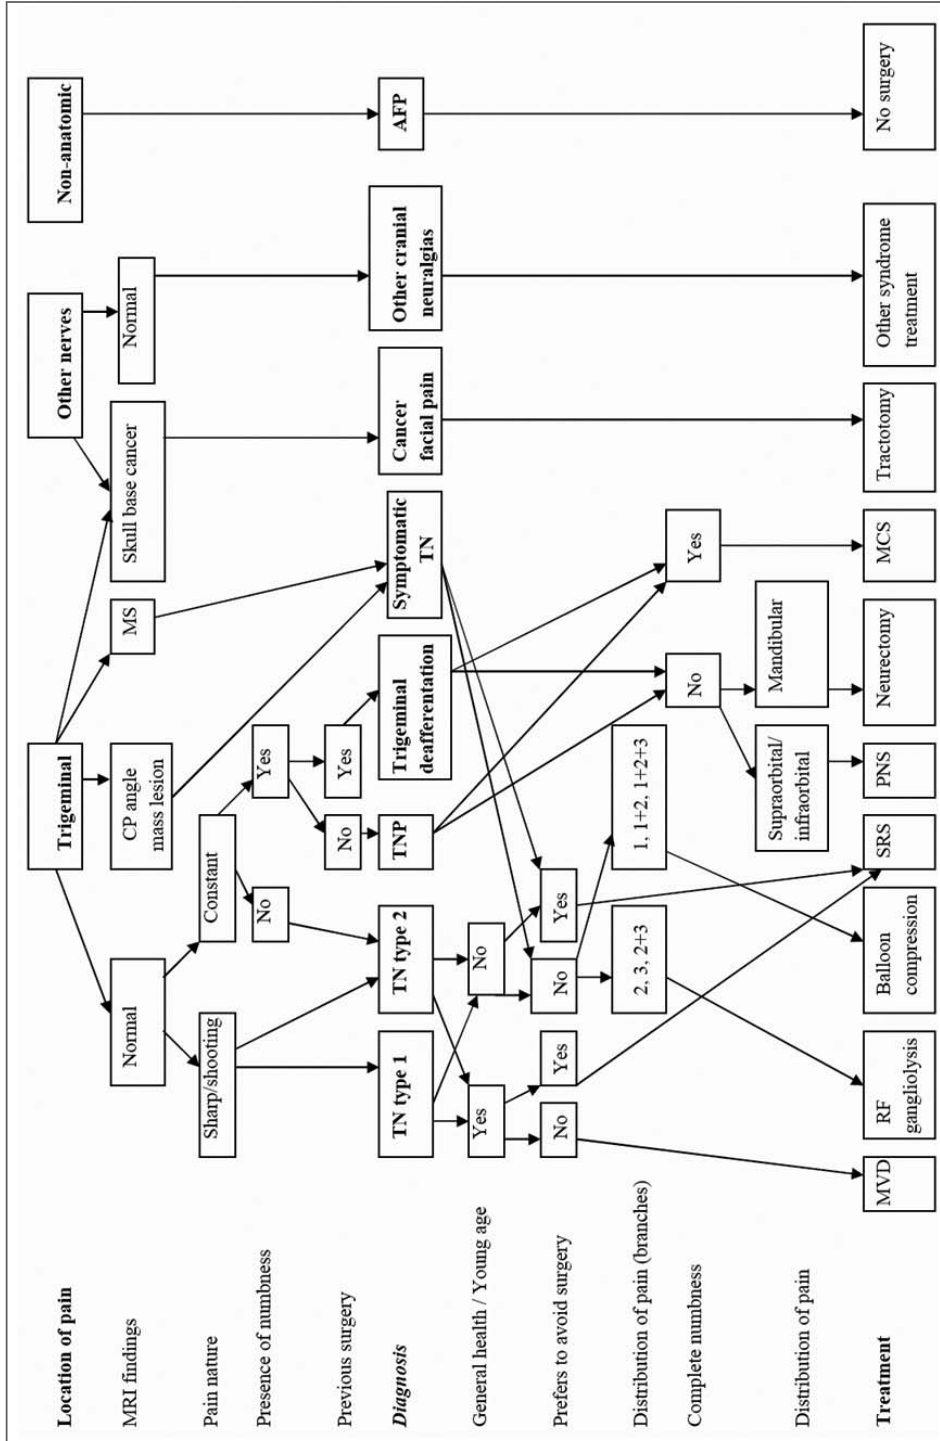 Location of pain
Trigeminal
Other nerves
Non-anatomic
MRI findings
Normal
CP angle
mass lesion
MS
Skull base cancer
Normal
Pain nature
Sharp/shooting
Constant
Presence of numbness
No
Yes
Previous surgery
No
Yes
Diagnosis
TN type 1
TN type 2
TNP
Trigeminal
deafferentation
Symptomatic
TN
Cancer
facial pain
Other cranial
neuralgias
AFP
General health / Young age
Yes
No
Prefers to avoid surgery
No
Yes
No
Yes
Distribution of pain (branches)
2, 3, 2+3
1, 1+2, 1+2+3
Complete numbness
No
Yes
Distribution of pain
Supraorbital/
infraorbital
Mandibular
Treatment
MVD
RF
gangliolysis
Balloon
compression
SRS
PNS
Neurectomy
MCS
Tractotomy
Other syndrome
treatment
No surgery